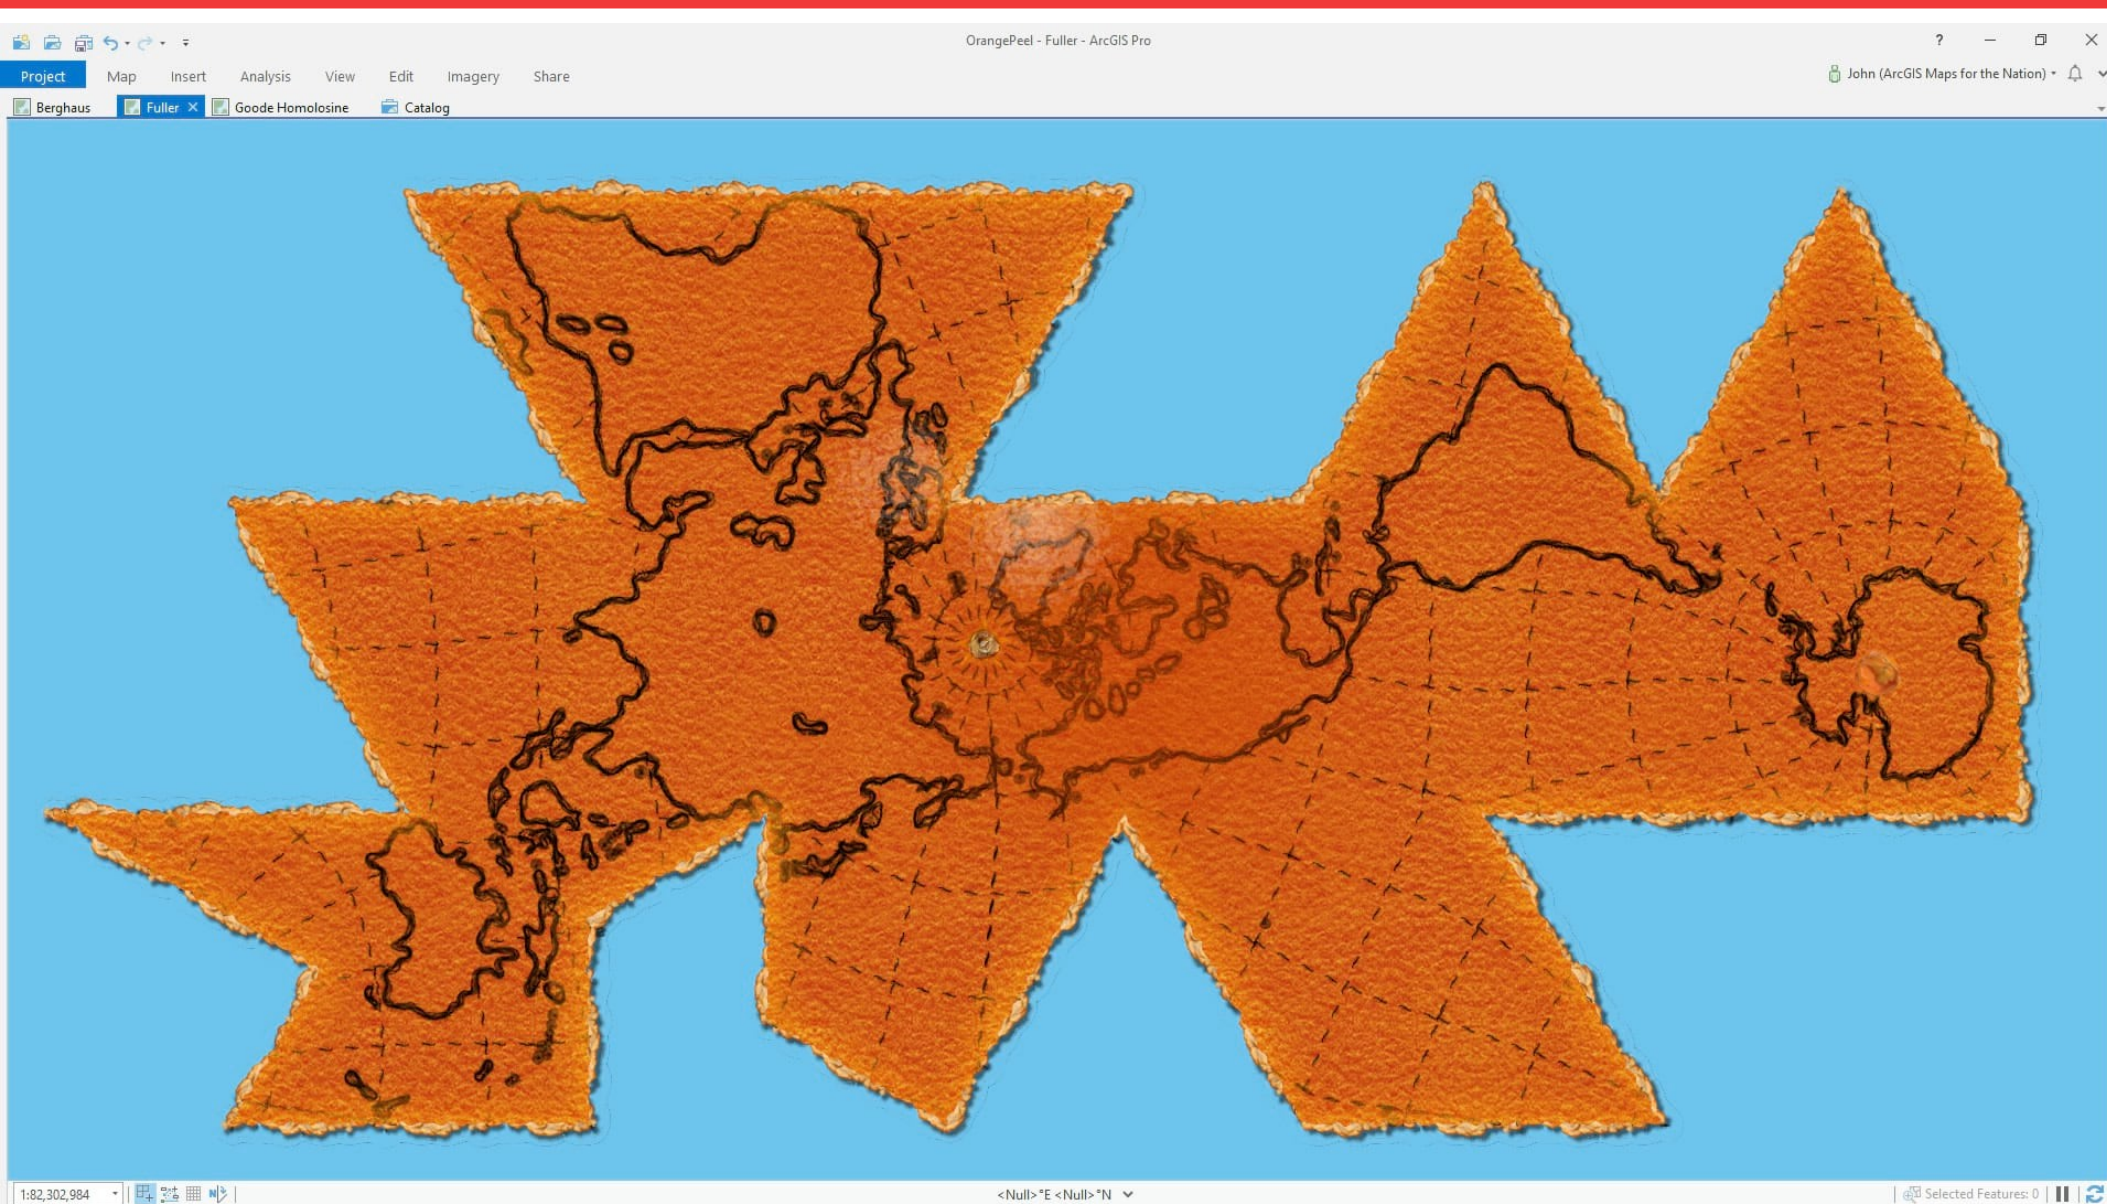 OrangePeel - Fuller - ArcGIS Pro
?
Project Map Insert Analysis View Edit Imagery Share
John (ArcGIS Maps for the Nation)
Berghaus Fuller Goode Homolosine Catalog
1:82,302,984
<Null>°E <Null>°N
Selected Features: 0